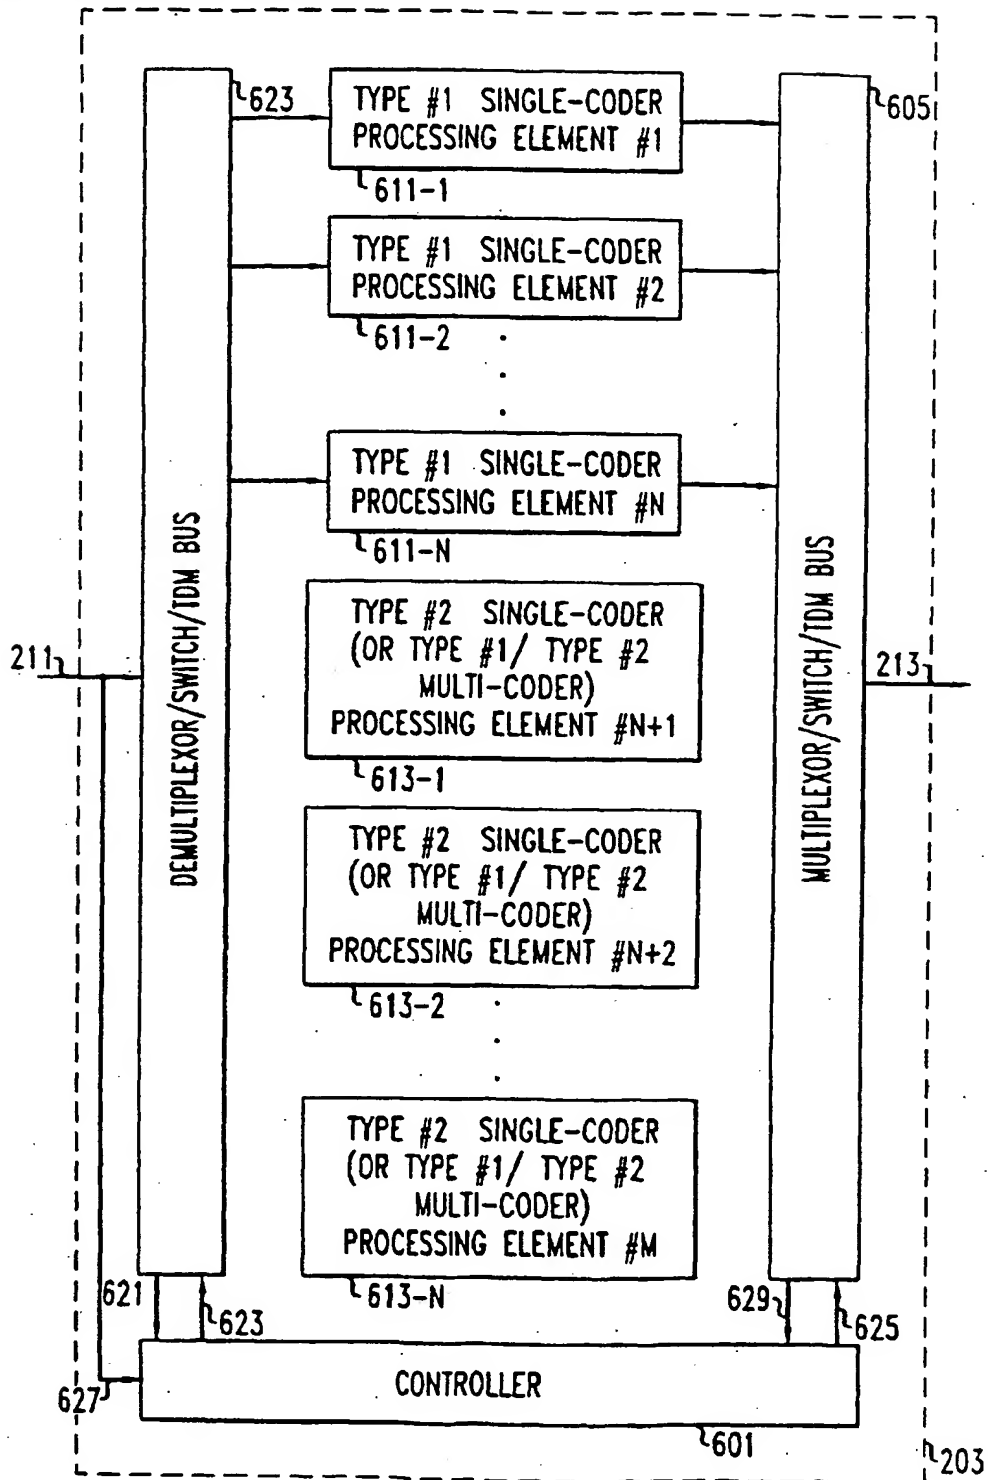 623
605
TYPE #1 SINGLE-CODER
PROCESSING ELEMENT #1
611-1
TYPE #1 SINGLE-CODER
PROCESSING ELEMENT #2
611-2
TYPE #1 SINGLE-CODER
PROCESSING ELEMENT #N
611-N
DEMULTIPLEXOR/SWITCH/TDM BUS
MULTIPLEXOR/SWITCH/TDM BUS
211
213
TYPE #2 SINGLE-CODER
(OR TYPE #1/ TYPE #2
MULTI-CODER)
PROCESSING ELEMENT #N+1
613-1
TYPE #2 SINGLE-CODER
(OR TYPE #1/ TYPE #2
MULTI-CODER)
PROCESSING ELEMENT #N+2
613-2
TYPE #2 SINGLE-CODER
(OR TYPE #1/ TYPE #2
MULTI-CODER)
PROCESSING ELEMENT #M
613-N
621
623
629
625
627
CONTROLLER
601
203